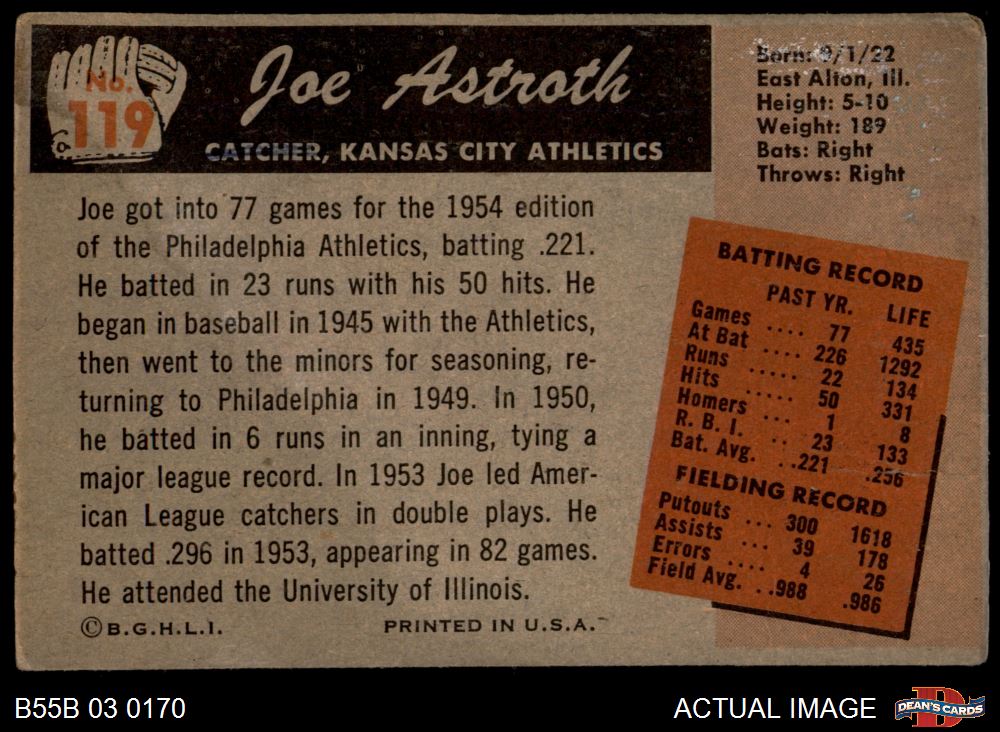 No.
119
Joe Astroth
CATCHER, KANSAS CITY ATHLETICS
Born: 9/1/22
East Alton, Ill.
Height: 5-10
Weight: 189
Bats: Right
Throws: Right
Joe got into 77 games for the 1954 edition
of the Philadelphia Athletics, batting .221.
He batted in 23 runs with his 50 hits. He
began in baseball in 1945 with the Athletics,
then went to the minors for seasoning, re-
turning to Philadelphia in 1949. In 1950,
he batted in 6 runs in an inning, tying a
major league record. In 1953 Joe led Amer-
ican League catchers in double plays. He
batted .296 in 1953, appearing in 82 games.
He attended the University of Illinois.
©B.G.H.L.I. PRINTED IN U.S.A.
BATTING RECORD
PAST YR. LIFE
Games .... 77 435
At Bat .... 226 1292
Runs ..... 22 134
Hits ..... 50 331
Homers ... 1 8
R. B. I. .. 23 133
Bat. Avg. ..221 .256
FIELDING RECORD
Putouts ... 300 1618
Assists ... 39 178
Errors .... 4 26
Field Avg. ..988 .986
B55B 03 0170 ACTUAL IMAGE DEAN'S CARDS